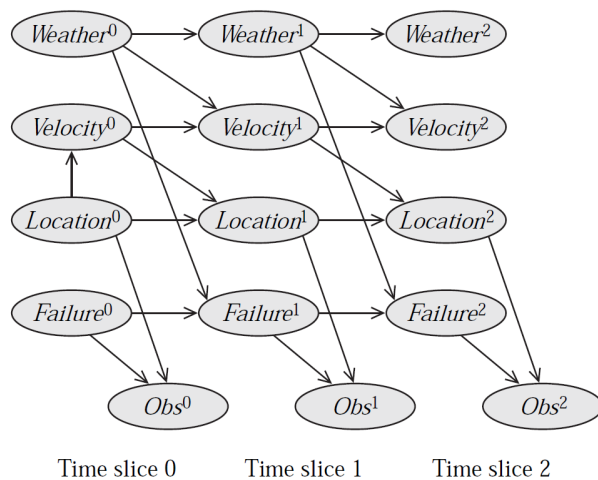 Weather⁰ Weather¹ Weather²
Velocity⁰ Velocity¹ Velocity²
Location⁰ Location¹ Location²
Failure⁰ Failure¹ Failure²
Obs⁰ Obs¹ Obs²
Time slice 0 Time slice 1 Time slice 2